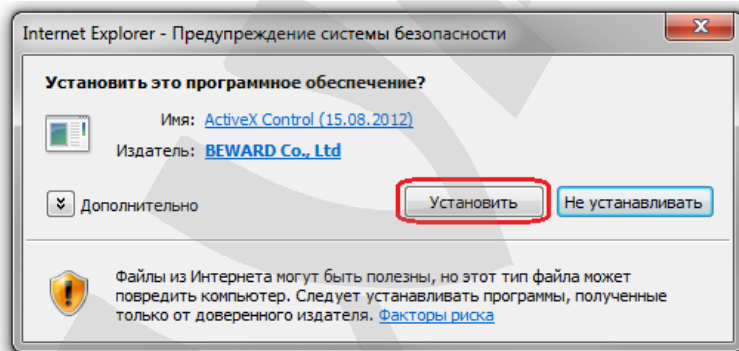 Internet Explorer - Предупреждение системы безопасности
Установить это программное обеспечение?
Имя: ActiveX Control (15.08.2012)
Издатель: BEWARD Co., Ltd
Дополнительно
Установить
Не устанавливать
Файлы из Интернета могут быть полезны, но этот тип файла может
повредить компьютер. Следует устанавливать программы, полученные
только от доверенного издателя. Факторы риска